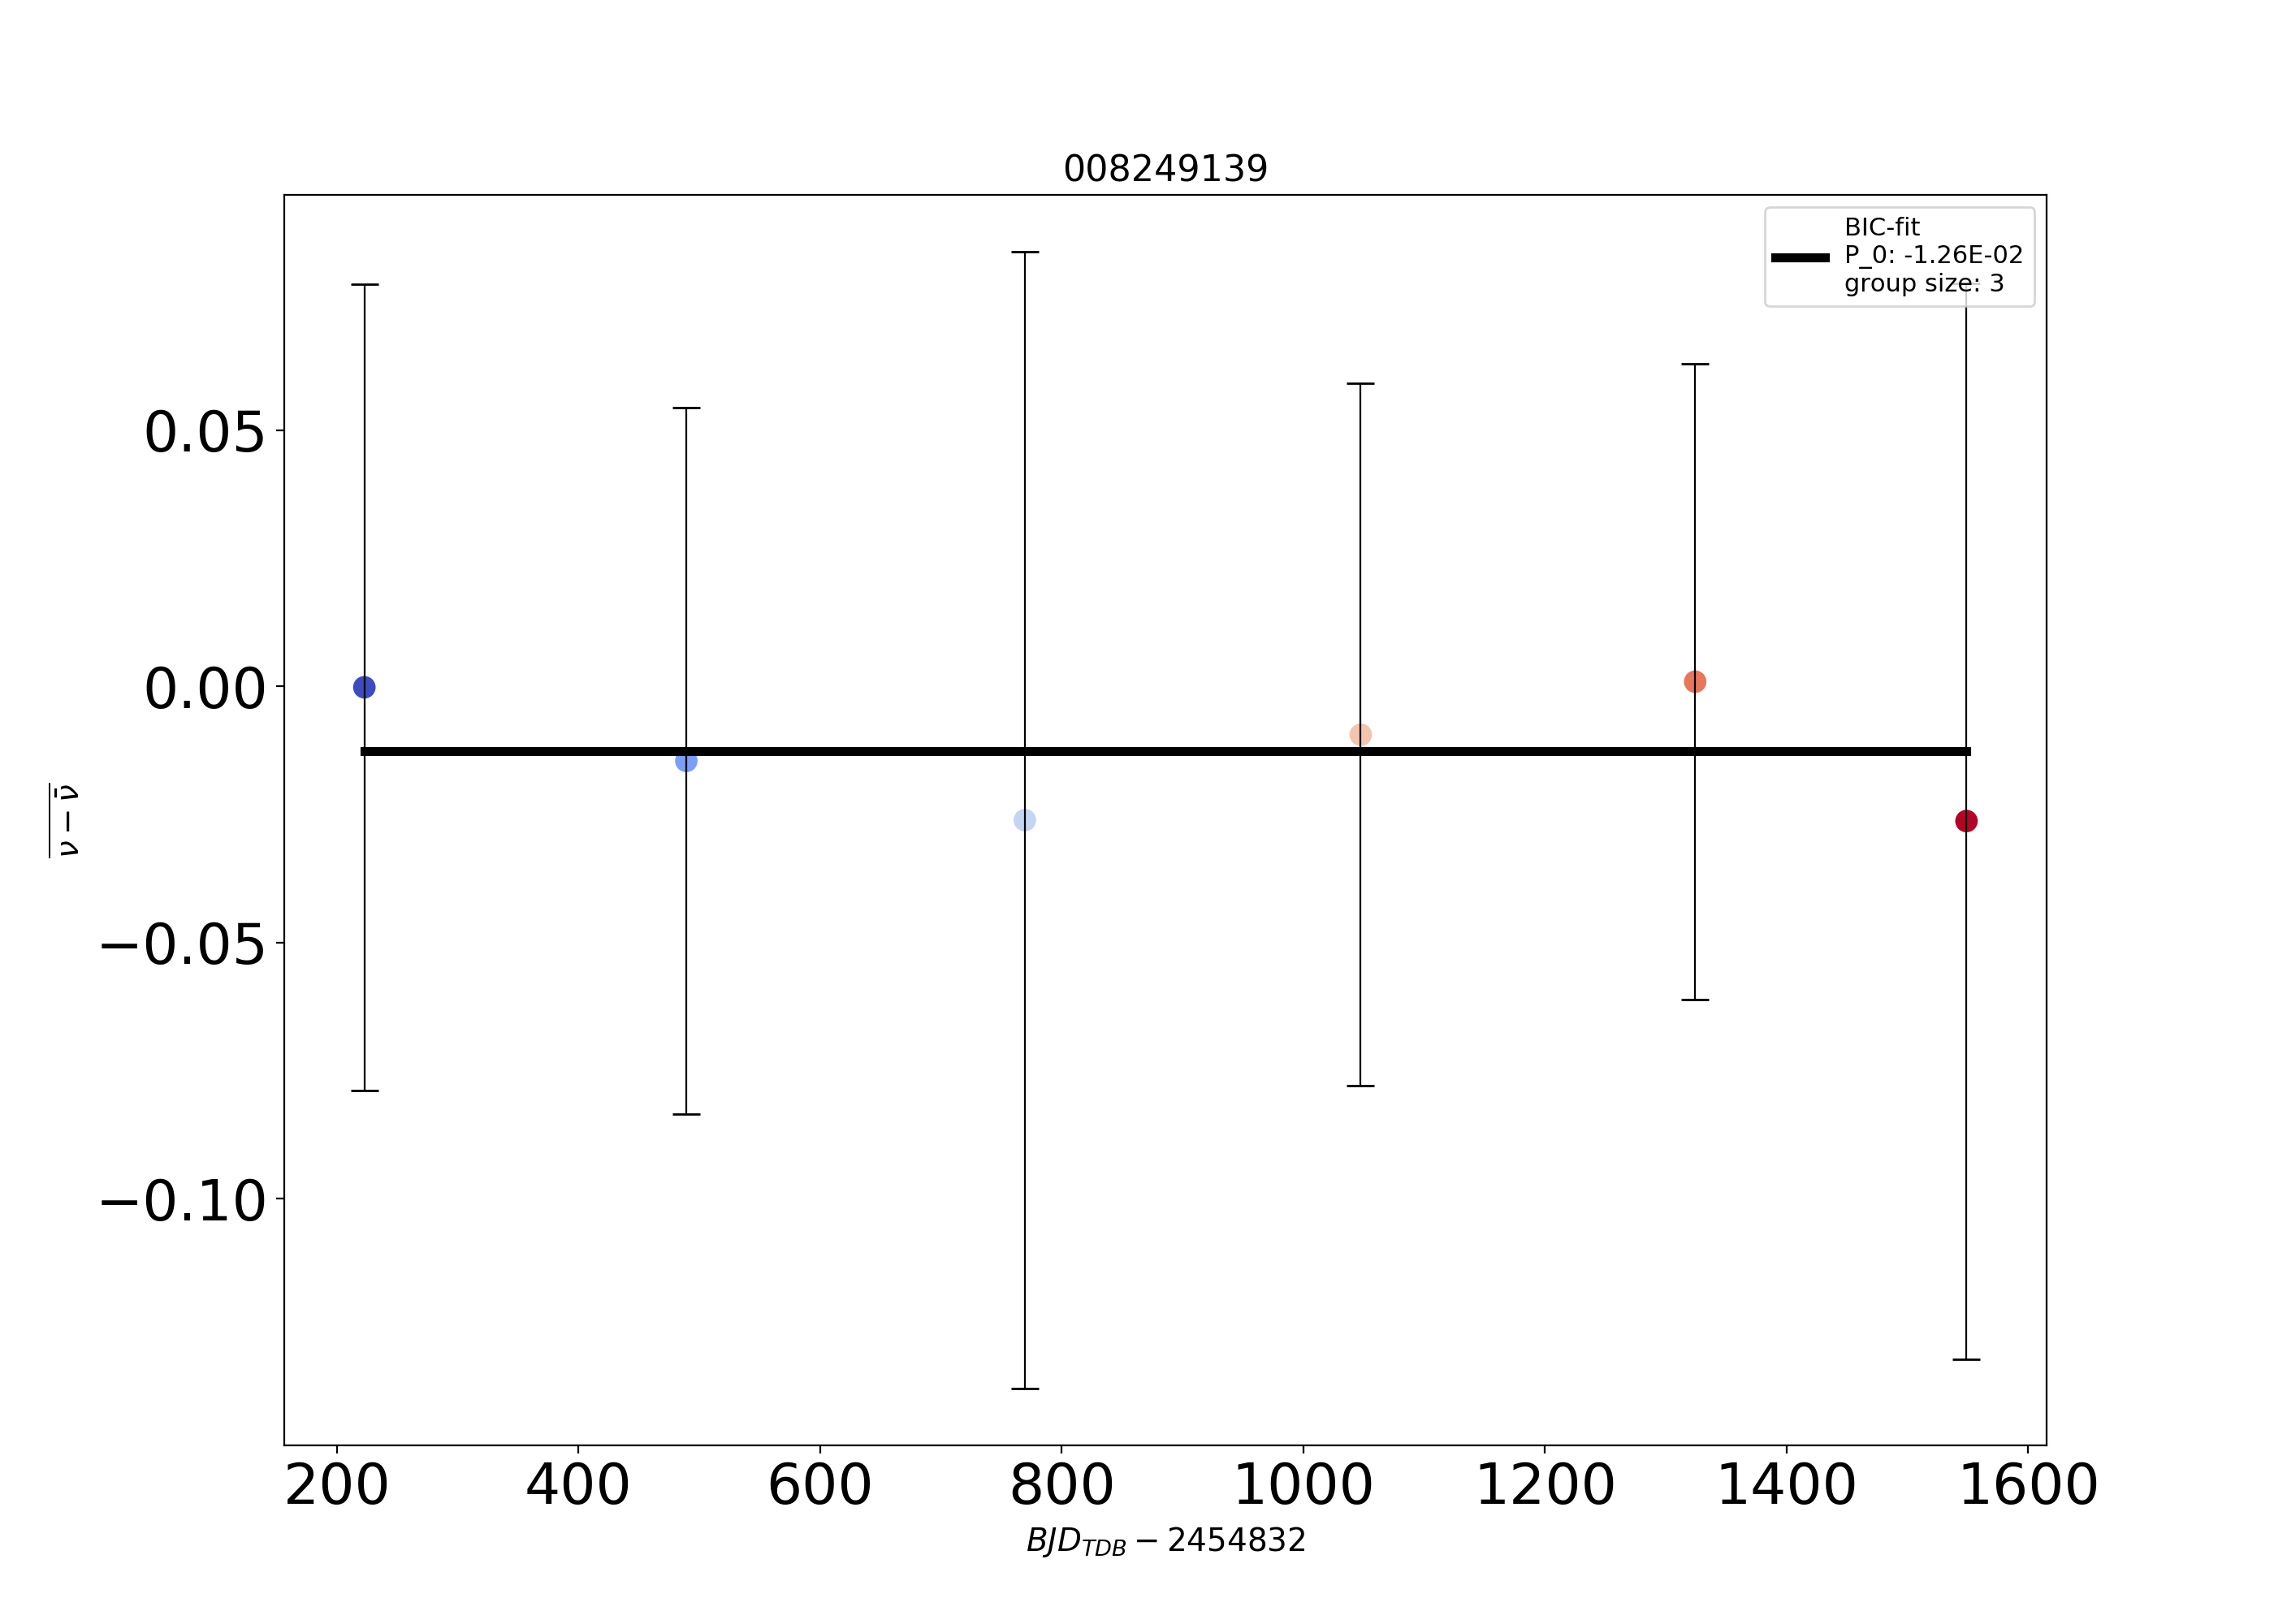 008249139
BIC-fit
P_0: -1.26E-02
group size: 3
0.05
0.00
−0.05
−0.10
ν − ν̄
200 400 600 800 1000 1200 1400 1600
BJD_TDB − 2454832